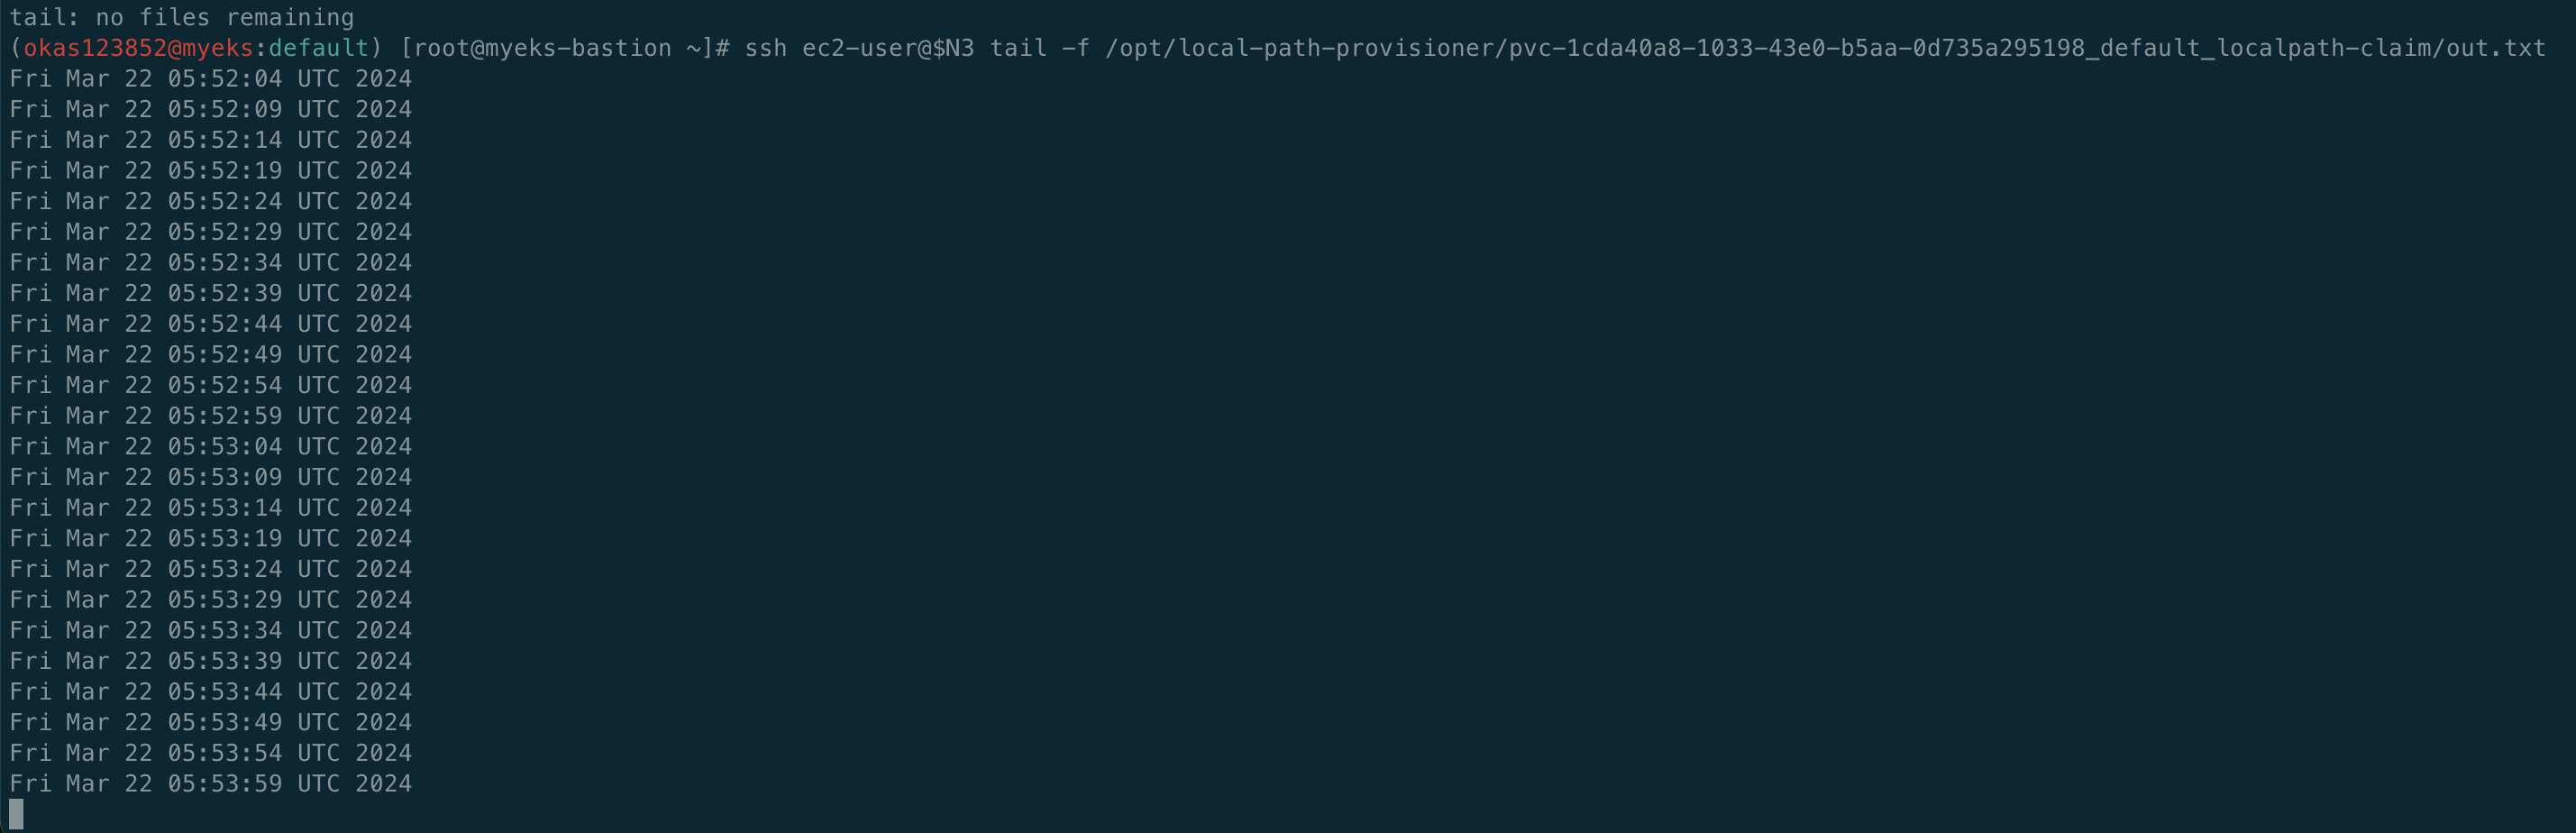 tail: no files remaining
(okas123852@myeks:default) [root@myeks-bastion ~]# ssh ec2-user@$N3 tail -f /opt/local-path-provisioner/pvc-1cda40a8-1033-43e0-b5aa-0d735a295198_default_localpath-claim/out.txt
Fri Mar 22 05:52:04 UTC 2024
Fri Mar 22 05:52:09 UTC 2024
Fri Mar 22 05:52:14 UTC 2024
Fri Mar 22 05:52:19 UTC 2024
Fri Mar 22 05:52:24 UTC 2024
Fri Mar 22 05:52:29 UTC 2024
Fri Mar 22 05:52:34 UTC 2024
Fri Mar 22 05:52:39 UTC 2024
Fri Mar 22 05:52:44 UTC 2024
Fri Mar 22 05:52:49 UTC 2024
Fri Mar 22 05:52:54 UTC 2024
Fri Mar 22 05:52:59 UTC 2024
Fri Mar 22 05:53:04 UTC 2024
Fri Mar 22 05:53:09 UTC 2024
Fri Mar 22 05:53:14 UTC 2024
Fri Mar 22 05:53:19 UTC 2024
Fri Mar 22 05:53:24 UTC 2024
Fri Mar 22 05:53:29 UTC 2024
Fri Mar 22 05:53:34 UTC 2024
Fri Mar 22 05:53:39 UTC 2024
Fri Mar 22 05:53:44 UTC 2024
Fri Mar 22 05:53:49 UTC 2024
Fri Mar 22 05:53:54 UTC 2024
Fri Mar 22 05:53:59 UTC 2024